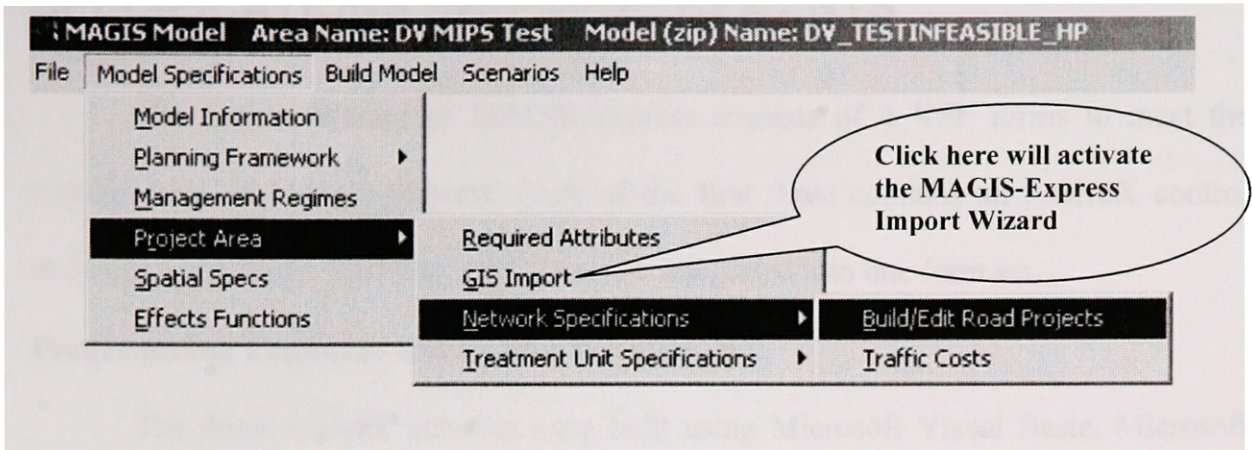 MAGIS Model Area Name: DV MIPS Test Model (zip) Name: DV_TESTINFEASIBLE_HP
File Model Specifications Build Model Scenarios Help
Model Information
Planning Framework
Management Regimes
Project Area
Spatial Specs
Effects Functions
Required Attributes
GIS Import
Network Specifications
Treatment Unit Specifications
Build/Edit Road Projects
Traffic Costs
Click here will activate
the MAGIS-Express
Import Wizard